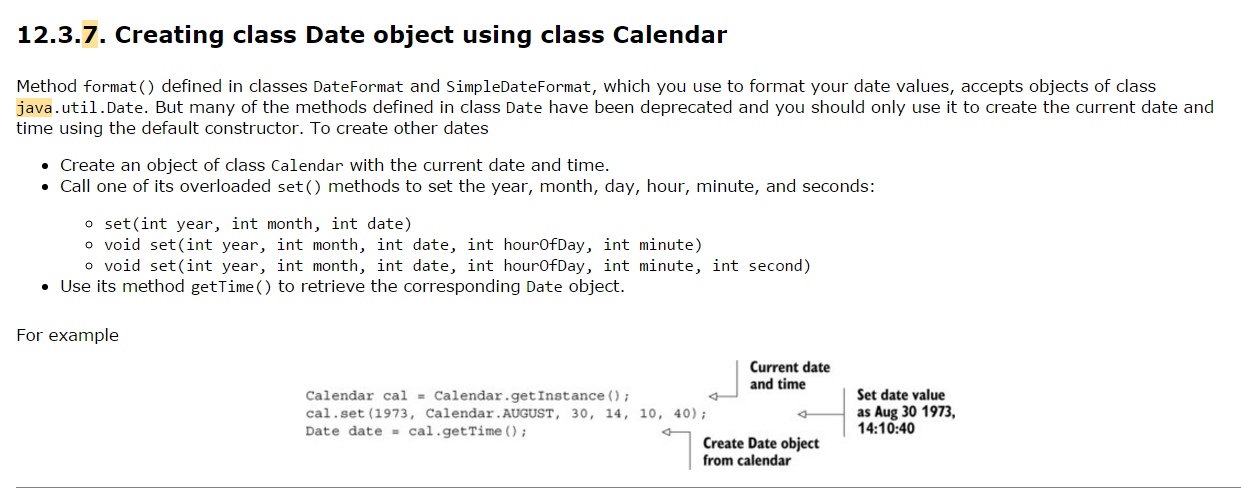 12.3.7. Creating class Date object using class Calendar
Method format() defined in classes DateFormat and SimpleDateFormat, which you use to format your date values, accepts objects of class
java.util.Date. But many of the methods defined in class Date have been deprecated and you should only use it to create the current date and
time using the default constructor. To create other dates
• Create an object of class Calendar with the current date and time.
• Call one of its overloaded set() methods to set the year, month, day, hour, minute, and seconds:
○ set(int year, int month, int date)
○ void set(int year, int month, int date, int hourOfDay, int minute)
○ void set(int year, int month, int date, int hourOfDay, int minute, int second)
• Use its method getTime() to retrieve the corresponding Date object.
For example
Current date
and time
Calendar cal = Calendar.getInstance();
cal.set(1973, Calendar.AUGUST, 30, 14, 10, 40);
Date date = cal.getTime();
Set date value
as Aug 30 1973,
14:10:40
Create Date object
from calendar